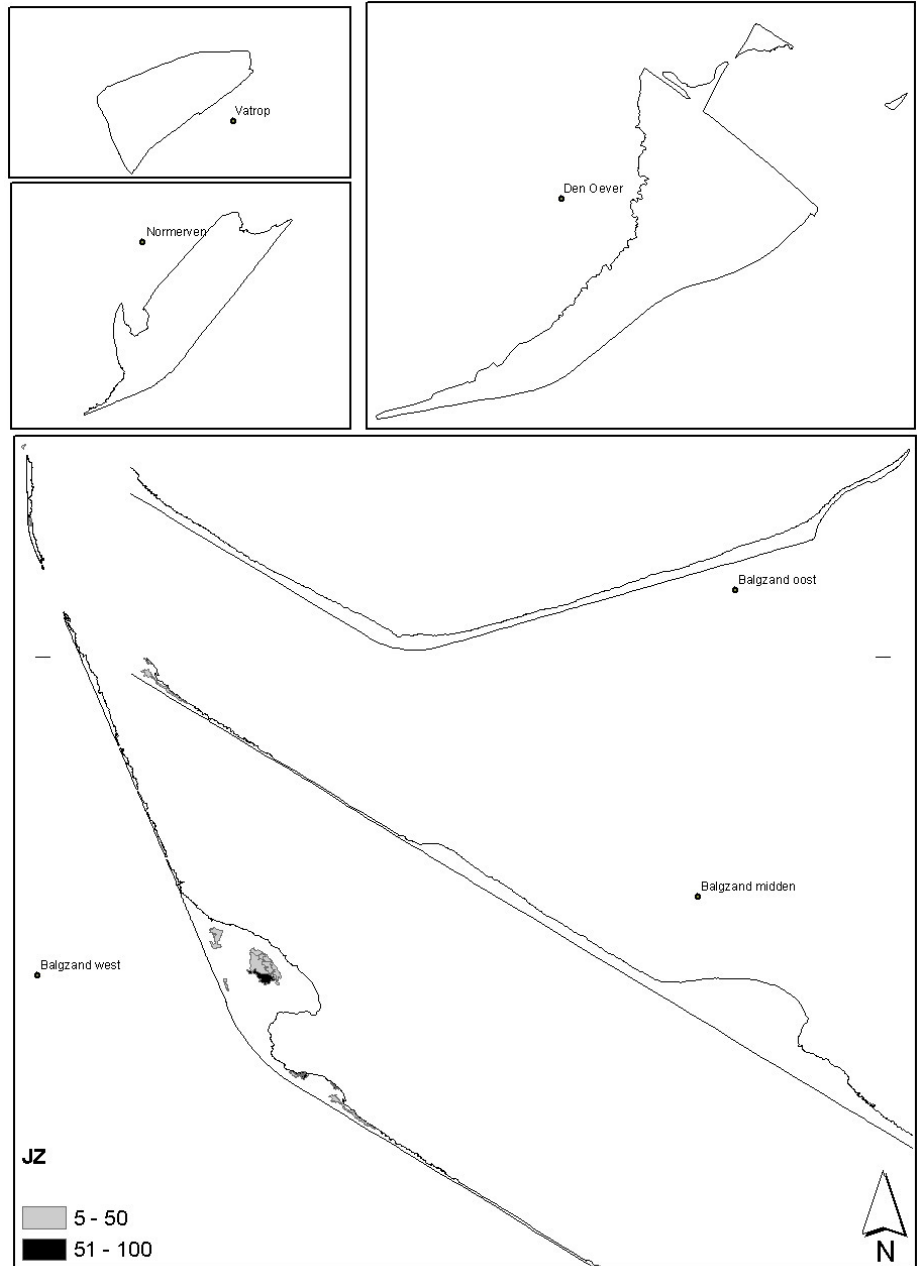 Vatrop
Normerven
Den Oever
Balgzand oost
Balgzand midden
Balgzand west
JZ
5 - 50
51 - 100
N